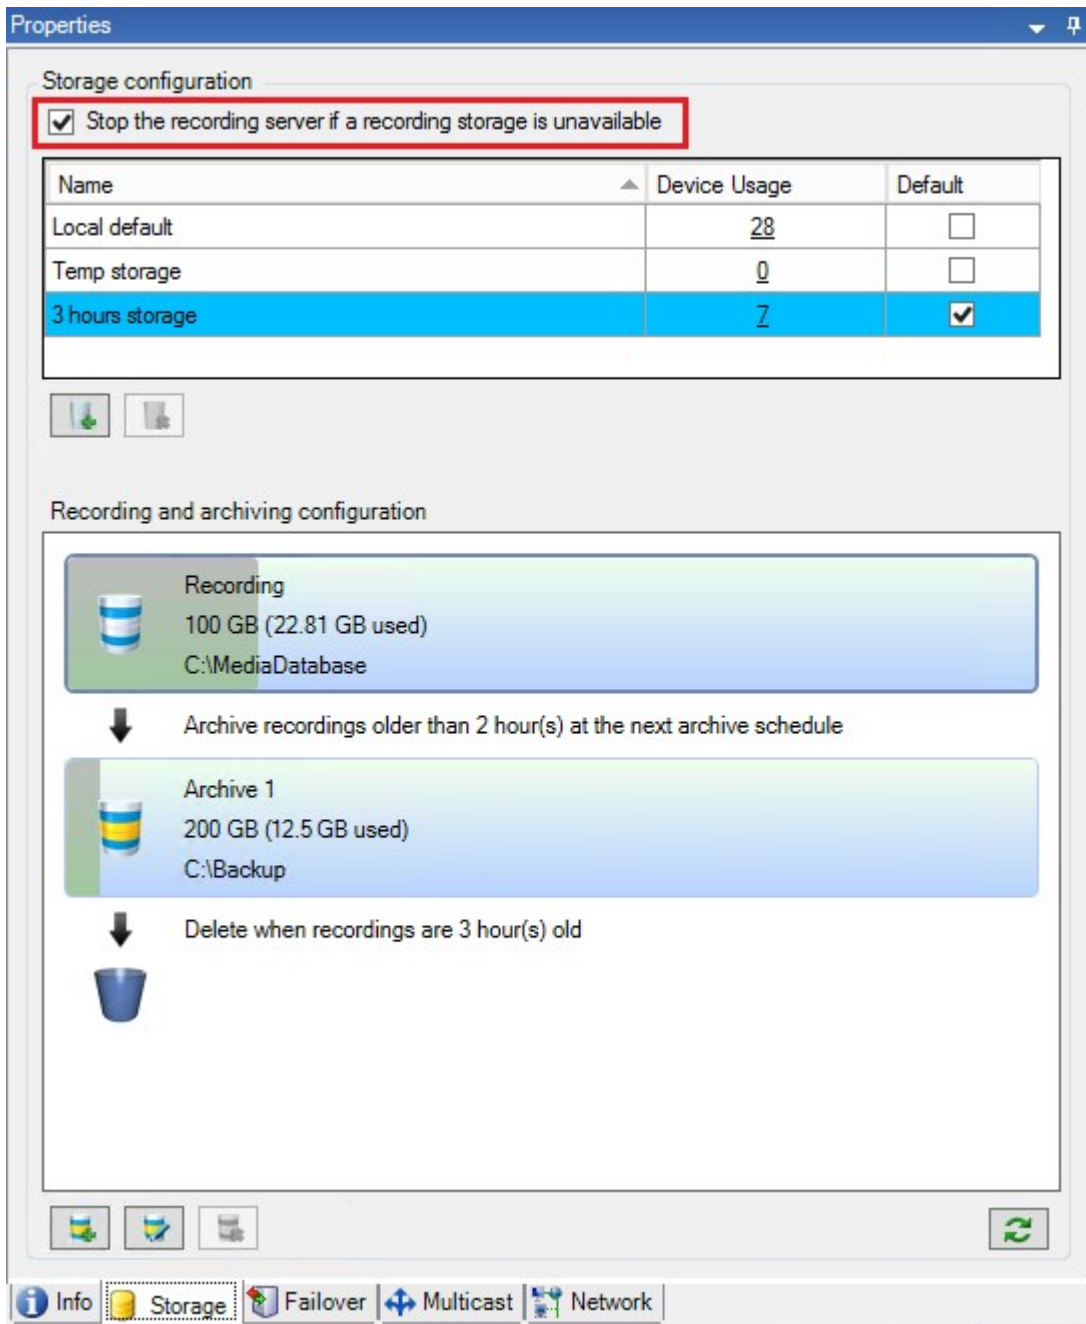 Properties
Storage configuration
Stop the recording server if a recording storage is unavailable
Name Device Usage Default
Local default 28
Temp storage 0
3 hours storage 7
Recording and archiving configuration
Recording
100 GB (22.81 GB used)
C:\MediaDatabase
Archive recordings older than 2 hour(s) at the next archive schedule
Archive 1
200 GB (12.5 GB used)
C:\Backup
Delete when recordings are 3 hour(s) old
Info Storage Failover Multicast Network